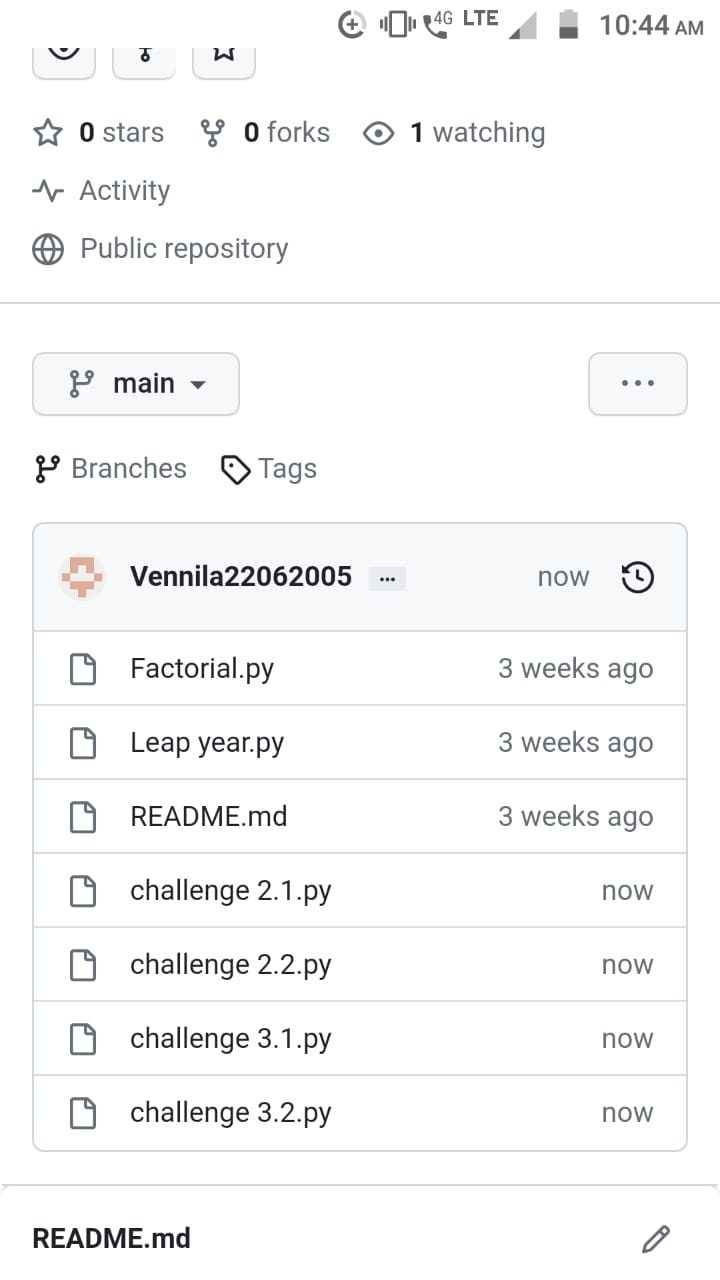 4G LTE 10:44 AM
0 stars 0 forks 1 watching
Activity
Public repository
main ...
Branches Tags
Vennila22062005 ... now
Factorial.py 3 weeks ago
Leap year.py 3 weeks ago
README.md 3 weeks ago
challenge 2.1.py now
challenge 2.2.py now
challenge 3.1.py now
challenge 3.2.py now
README.md